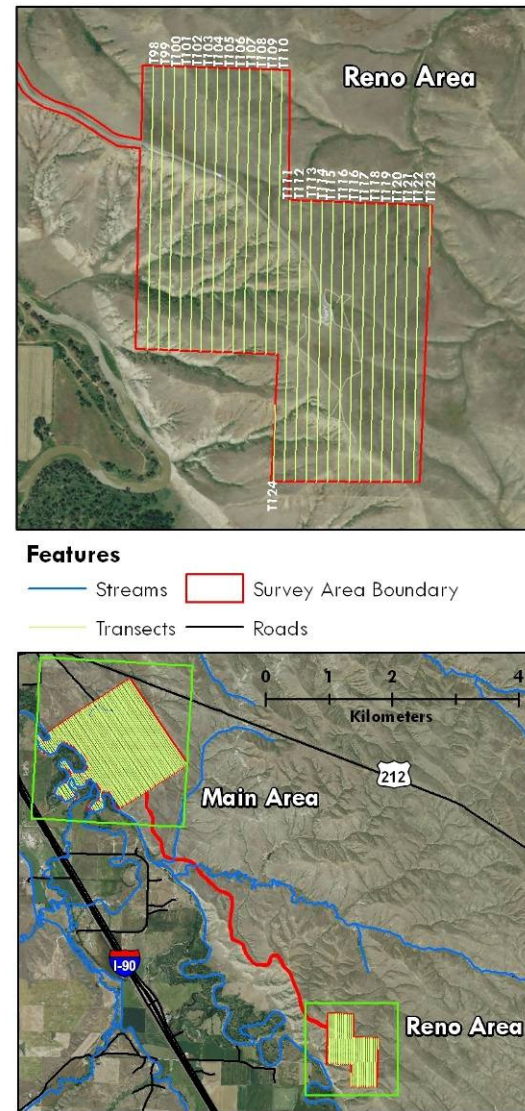 T98
T99
T100
T101
T102
T103
T104
T105
T106
T107
T108
T109
T110
Reno Area
T111
T112
T113
T114
T115
T116
T116
T117
T118
T119
T120
T121
T122
T123
T124
Features
Streams
Survey Area Boundary
Transects
Roads
0 1 2 4
Kilometers
212
Main Area
I-90
Reno Area